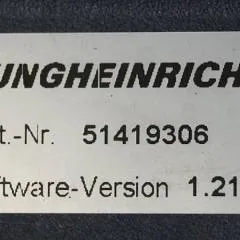 UNGHEINRICH
t.-Nr. 51419306
ftware-Version 1.21